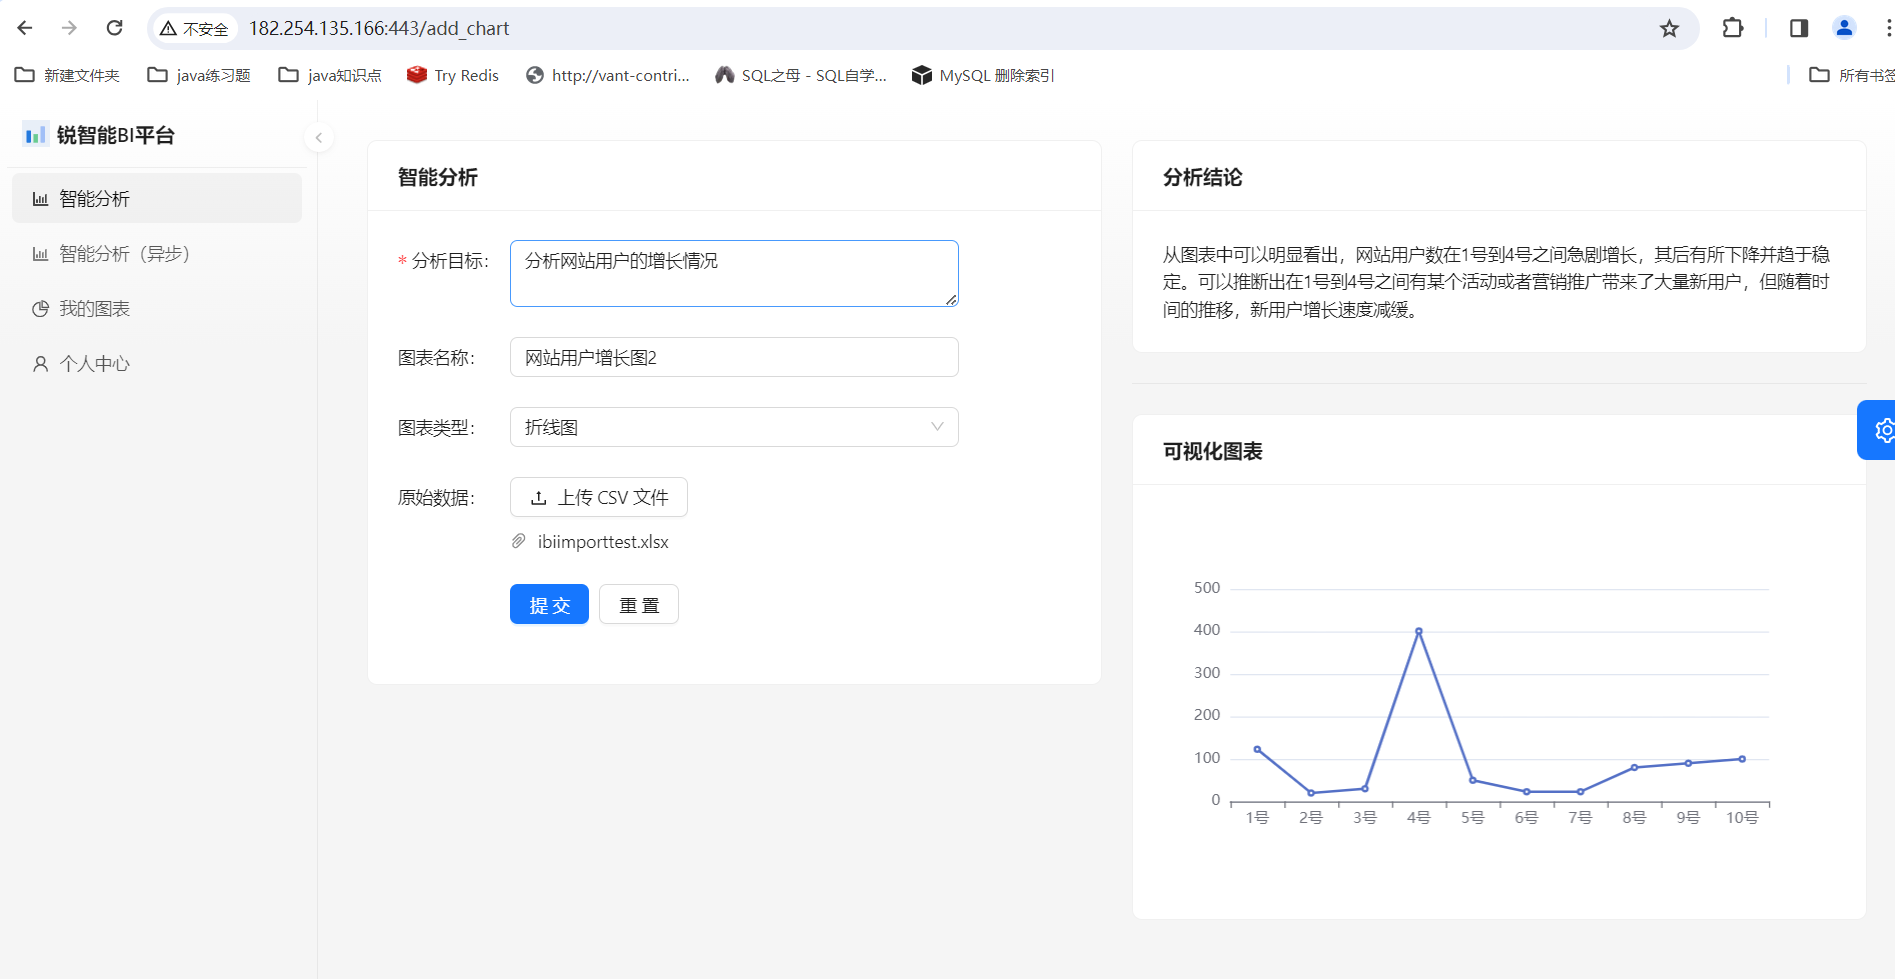 不安全 182.254.135.166:443/add_chart
新建文件夹 java练习题 java知识点 Try Redis http://vant-contri... SQL之母 - SQL自学... MySQL 删除索引 所有书签
锐智能BI平台
智能分析
智能分析（异步）
我的图表
个人中心
智能分析
* 分析目标：
分析网站用户的增长情况
图表名称：
网站用户增长图2
图表类型：
折线图
原始数据：
上传 CSV 文件
ibiimporttest.xlsx
提 交
重 置
分析结论
从图表中可以明显看出，网站用户数在1号到4号之间急剧增长，其后有所下降并趋于稳
定。可以推断出在1号到4号之间有某个活动或者营销推广带来了大量新用户，但随着时
间的推移，新用户增长速度减缓。
可视化图表
500
400
300
200
100
0
1号 2号 3号 4号 5号 6号 7号 8号 9号 10号